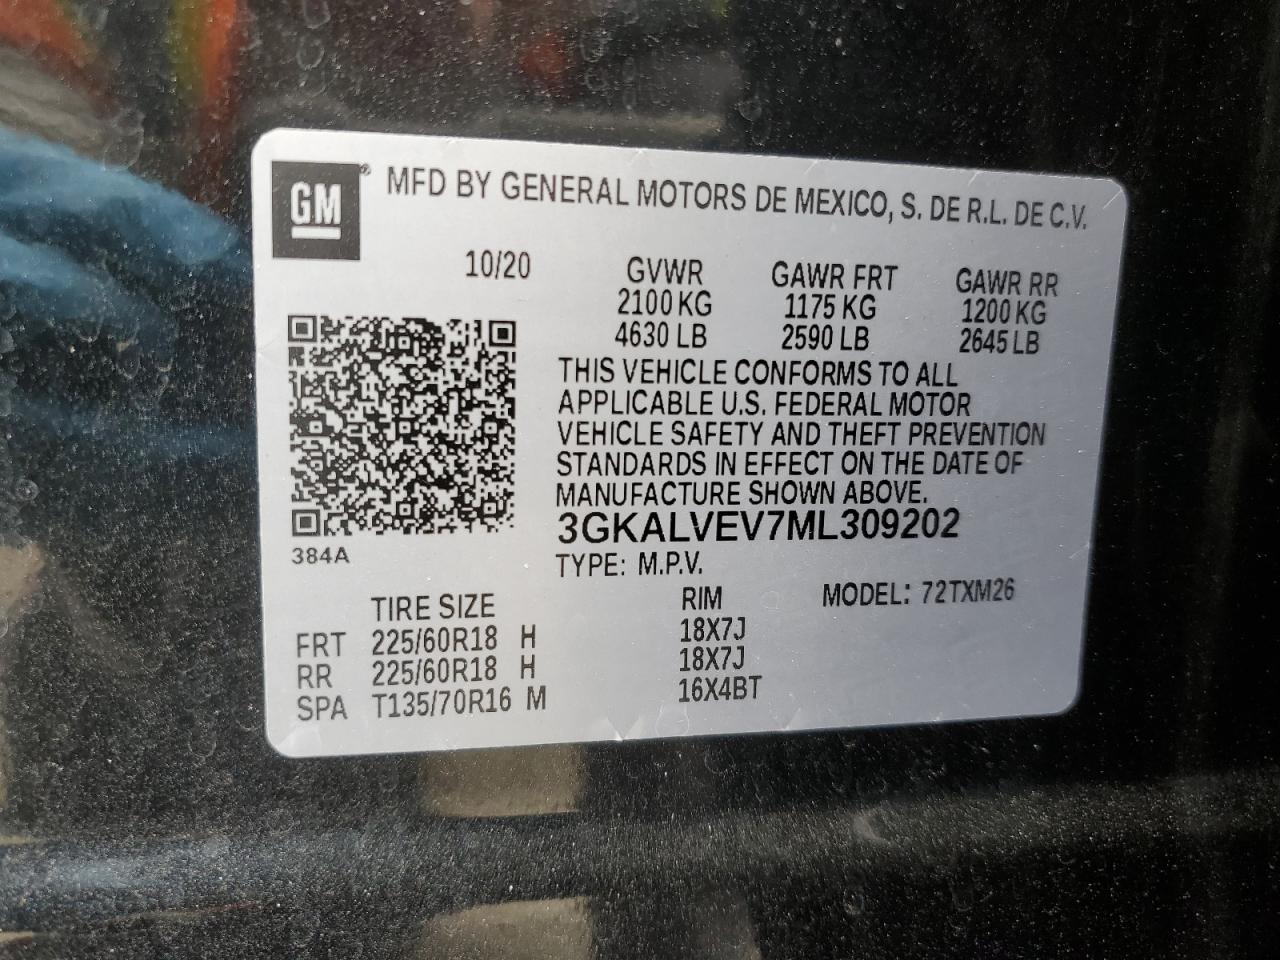 GM® MFD BY GENERAL MOTORS DE MEXICO, S. DE R.L. DE C.V.
10/20 GVWR GAWR FRT GAWR RR
2100 KG 1175 KG 1200 KG
4630 LB 2590 LB 2645 LB
THIS VEHICLE CONFORMS TO ALL
APPLICABLE U.S. FEDERAL MOTOR
VEHICLE SAFETY AND THEFT PREVENTION
STANDARDS IN EFFECT ON THE DATE OF
MANUFACTURE SHOWN ABOVE.
3GKALVEV7ML309202
384A
TYPE: M.P.V.
TIRE SIZE RIM MODEL: 72TXM26
FRT 225/60R18 H 18X7J
RR 225/60R18 H 18X7J
SPA T135/70R16 M 16X4BT